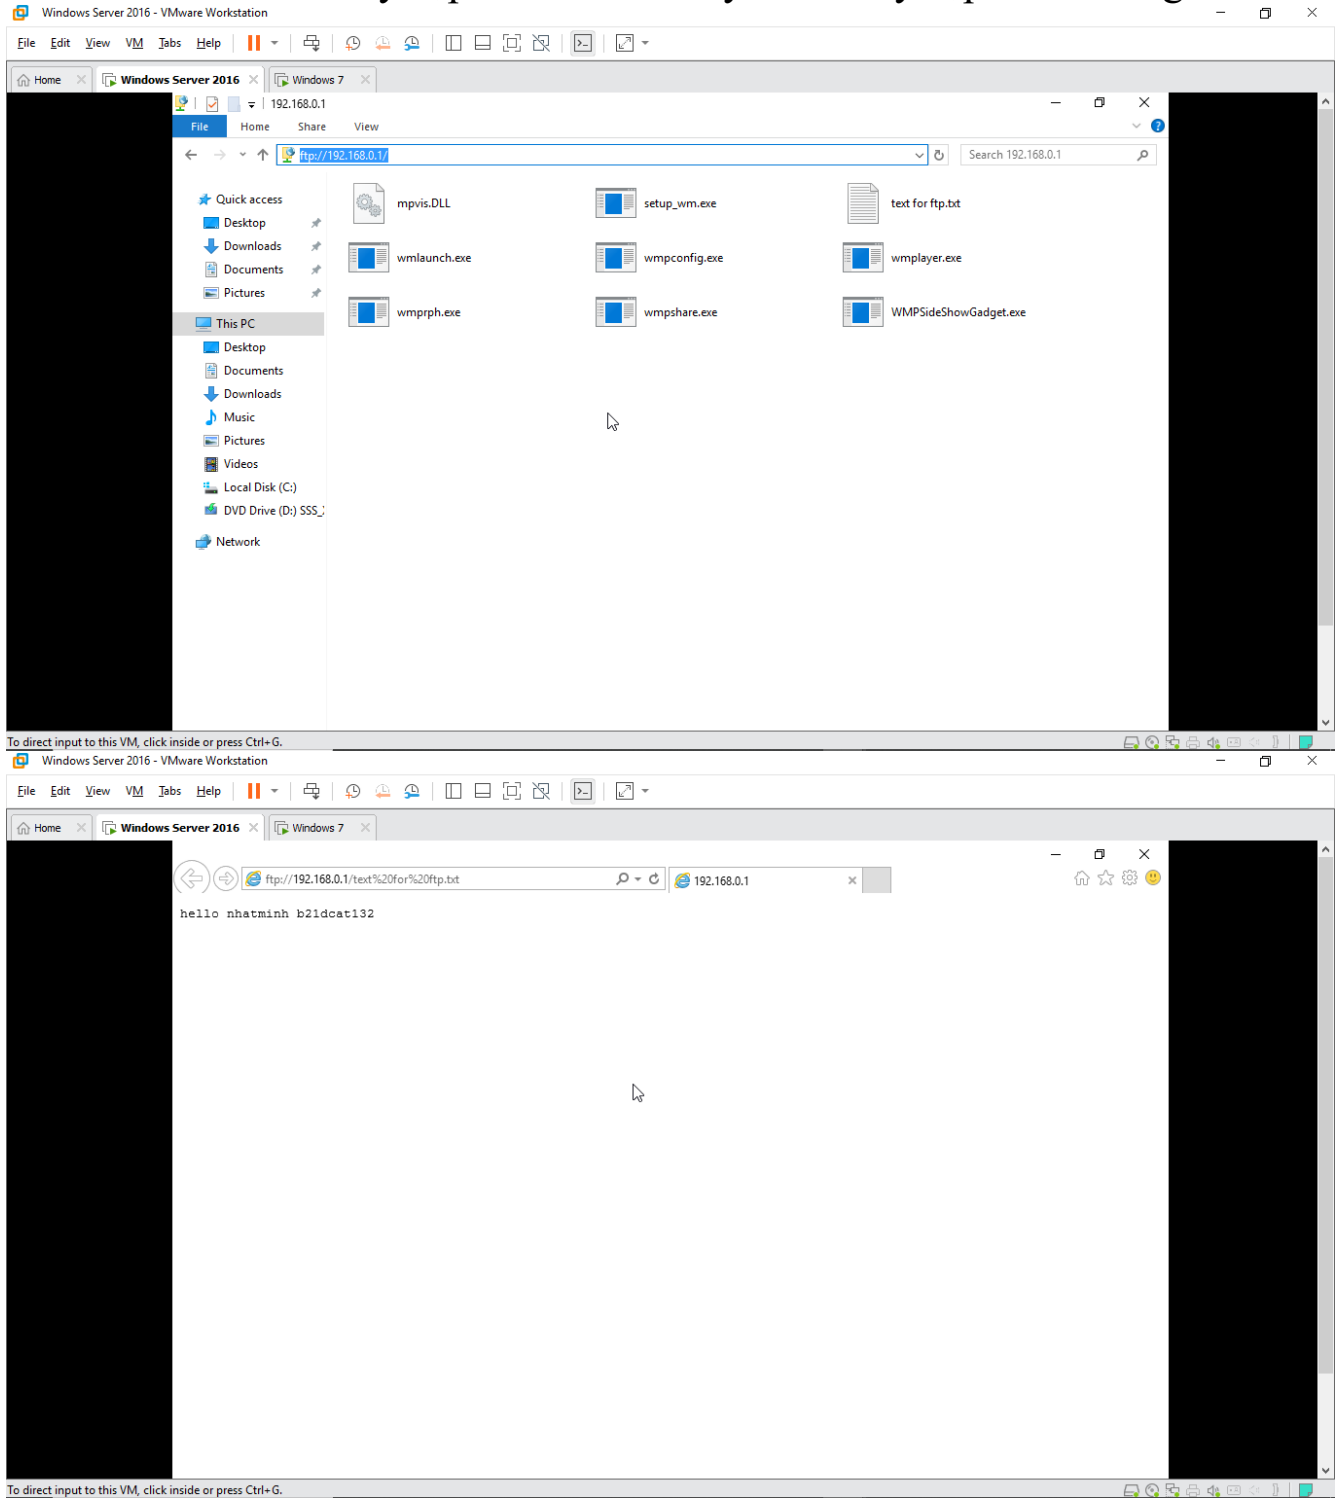 Windows Server 2016 - VMware Workstation
File Edit View VM Tabs Help
Home Windows Server 2016 Windows 7
192.168.0.1
File Home Share View
ftp://192.168.0.1/ Search 192.168.0.1
Quick access
Desktop
Downloads
Documents
Pictures
This PC
Desktop
Documents
Downloads
Music
Pictures
Videos
Local Disk (C:)
DVD Drive (D:) SSS_
Network
mpvis.DLL setup_wm.exe text for ftp.txt
wmlaunch.exe wmpconfig.exe wmplayer.exe
wmprph.exe wmpshare.exe WMPSideShowGadget.exe
To direct input to this VM, click inside or press Ctrl+G.
Windows Server 2016 - VMware Workstation
File Edit View VM Tabs Help
Home Windows Server 2016 Windows 7
ftp://192.168.0.1/text%20for%20ftp.txt 192.168.0.1
hello nhatminh b21dcat132
To direct input to this VM, click inside or press Ctrl+G.